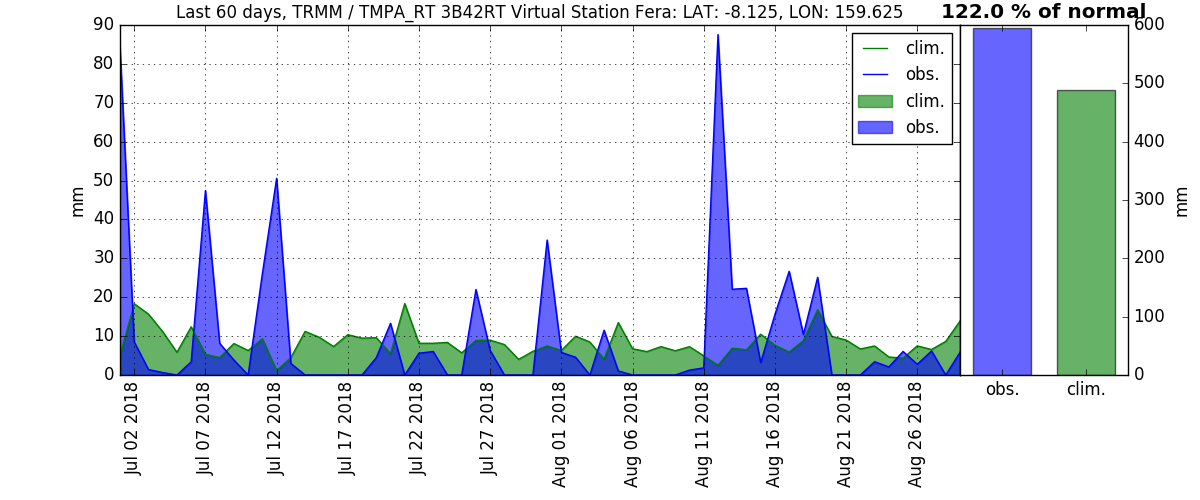 Last 60 days, TRMM / TMPA_RT 3B42RT Virtual Station Fera: LAT: -8.125, LON: 159.625
122.0 % of normal
90
80
70
60
50
40
30
20
10
0
mm
clim.
obs.
clim.
obs.
Jul 02 2018
Jul 07 2018
Jul 12 2018
Jul 17 2018
Jul 22 2018
Jul 27 2018
Aug 01 2018
Aug 06 2018
Aug 11 2018
Aug 16 2018
Aug 21 2018
Aug 26 2018
600
500
400
300
200
100
0
mm
obs.
clim.